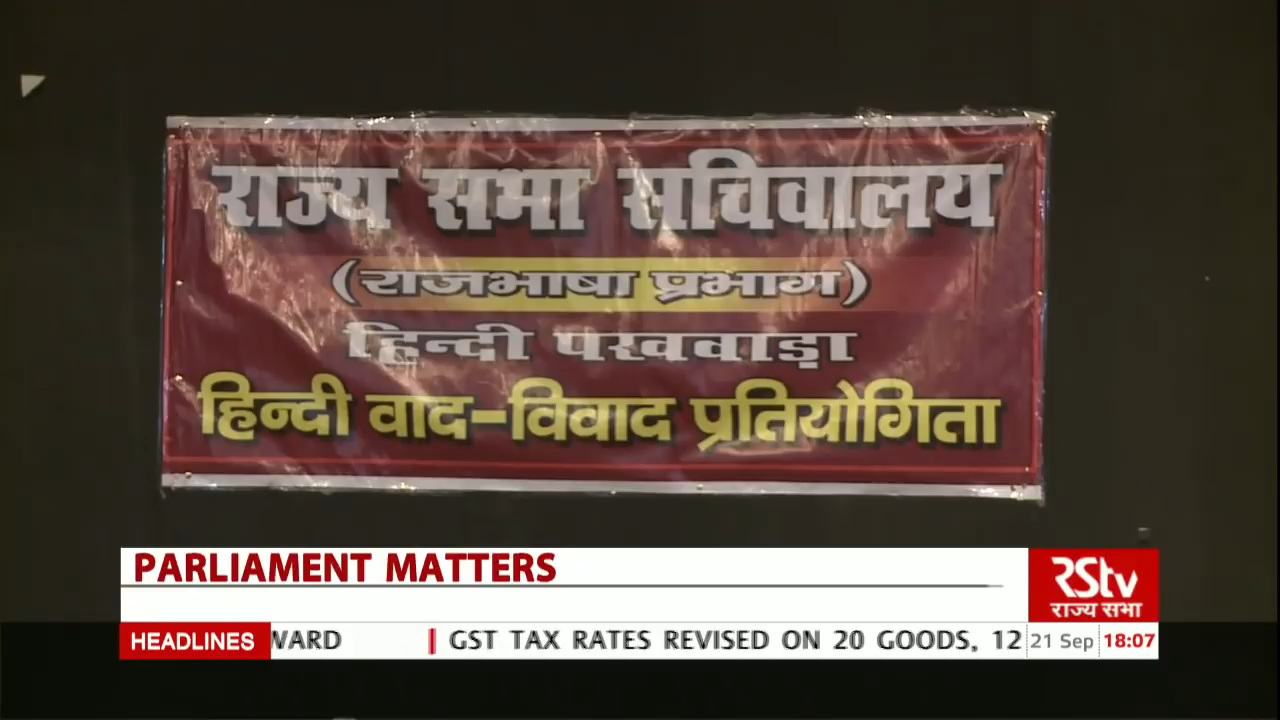 राज्य सभा सचिवालय
(राजभाषा प्रभाग)
हिन्दी पखवाड़ा
हिन्दी वाद-विवाद प्रतियोगिता
PARLIAMENT MATTERS
RStv
राज्य सभा
HEADLINES WARD | GST TAX RATES REVISED ON 20 GOODS, 12 21 Sep 18:07